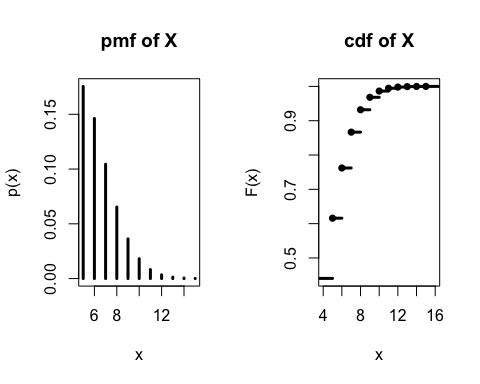 pmf of X
p(x)
0.00
0.05
0.10
0.15
6 8 12
x
cdf of X
F(x)
0.5
0.7
0.9
4 8 12 16
x